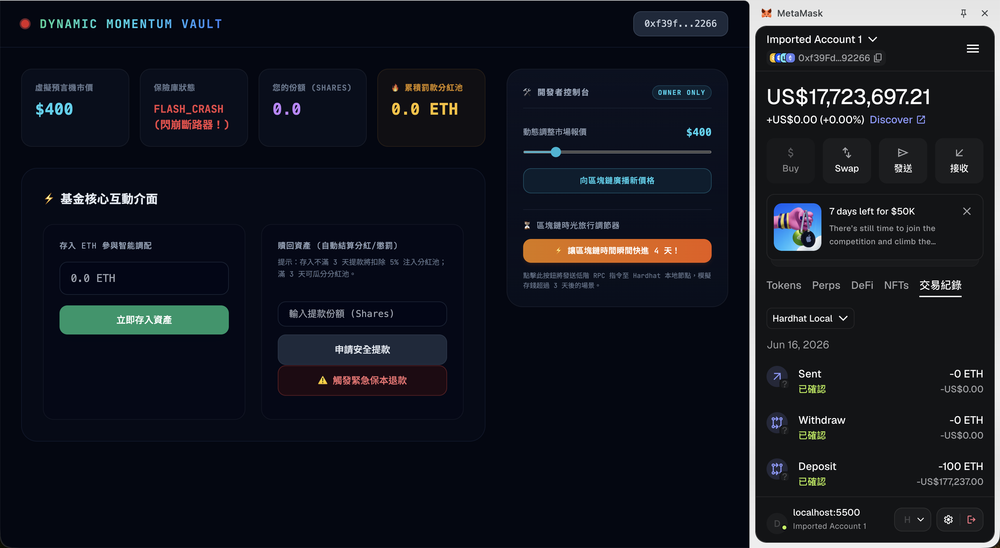 DYNAMIC MOMENTUM VAULT
0xf39f...2266
虛擬預言機市價
$400
保險庫狀態
FLASH_CRASH
(閃崩斷路器！)
您的份額 (SHARES)
0.0
🔥 累積罰款分紅池
0.0 ETH
⚡ 基金核心互動介面
存入 ETH 參與智能調配
0.0 ETH
立即存入資產
贖回資產 (自動結算分紅/懲罰)
提示：存入不滿 3 天提款將扣除 5% 注入分紅池；
滿 3 天可瓜分分紅池。
輸入提款份額 (Shares)
申請安全提款
⚠️ 觸發緊急保本退款
🛠️ 開發者控制台
OWNER ONLY
動態調整市場報價
$400
向區塊鏈廣播新價格
⏳ 區塊鏈時光旅行調節器
⚡ 讓區塊鏈時間瞬間快進 4 天！
點擊此按鈕將發送低階 RPC 指令至 Hardhat 本地節點，模擬
存錢超過 3 天後的場景。
MetaMask
Imported Account 1
0xf39Fd...92266
US$17,723,697.21
+US$0.00 (+0.00%) Discover
Buy
Swap
發送
接收
7 days left for $50K
There's still time to join the
competition and climb the...
Tokens
Perps
DeFi
NFTs
交易紀錄
Hardhat Local
Jun 16, 2026
Sent
-0 ETH
已確認
-US$0.00
Withdraw
-0 ETH
已確認
-US$0.00
Deposit
-100 ETH
已確認
-US$177,237.00
D
localhost:5500
Imported Account 1
H